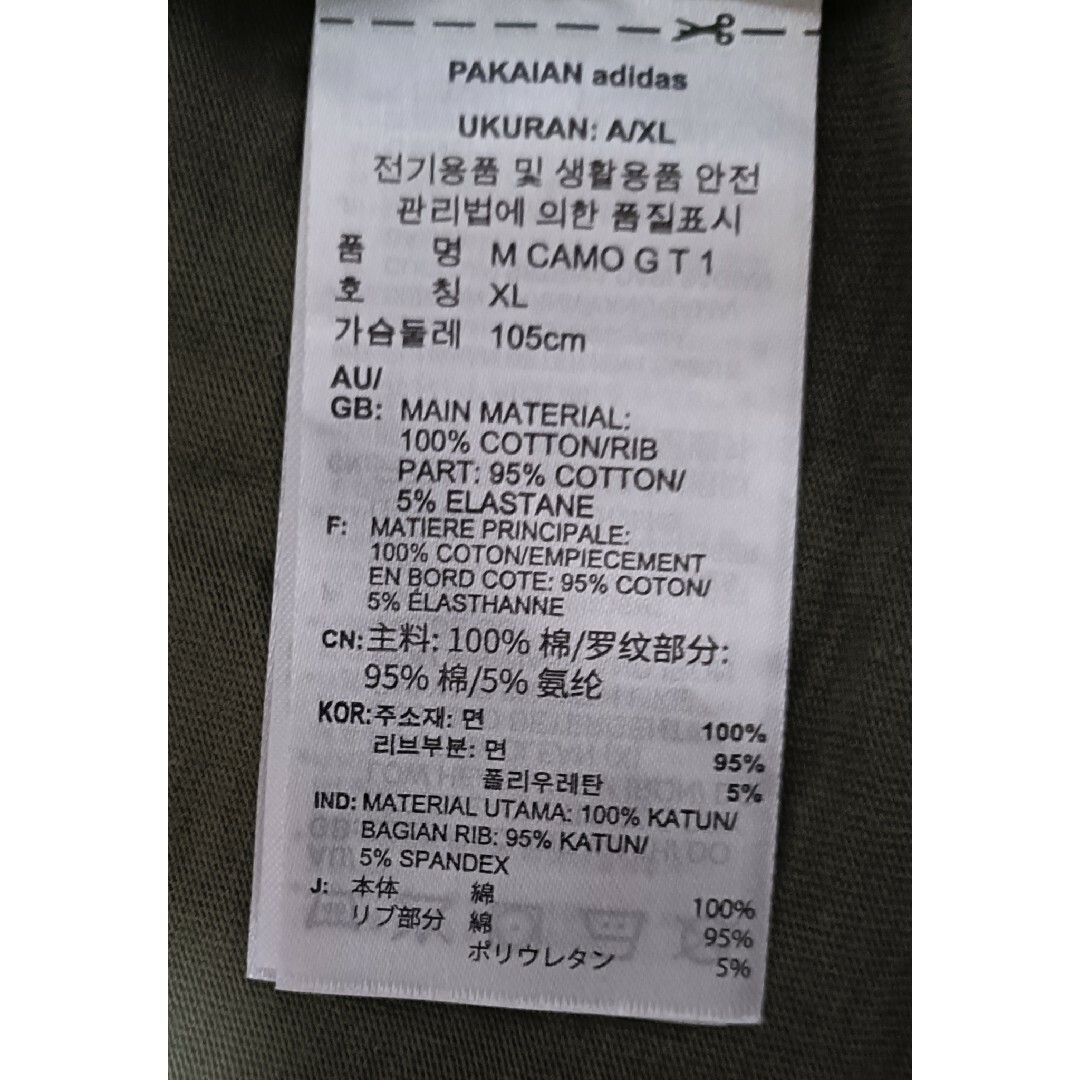 PAKAIAN adidas
UKURAN: A/XL
전기용품 및 생활용품 안전
관리법에 의한 품질표시
품 명 M CAMO G T 1
호 칭 XL
가슴둘레 105cm
AU/
GB: MAIN MATERIAL:
100% COTTON/RIB
PART: 95% COTTON/
5% ELASTANE
F: MATIERE PRINCIPALE:
100% COTON/EMPIECEMENT
EN BORD COTE: 95% COTON/
5% ÉLASTHANNE
CN: 主料: 100% 棉/罗纹部分:
95% 棉/5% 氨纶
KOR: 주소재: 면 100%
리브부분: 면 95%
폴리우레탄 5%
IND: MATERIAL UTAMA: 100% KATUN/
BAGIAN RIB: 95% KATUN/
5% SPANDEX
J: 本体 綿 100%
リブ部分 綿 95%
ポリウレタン 5%